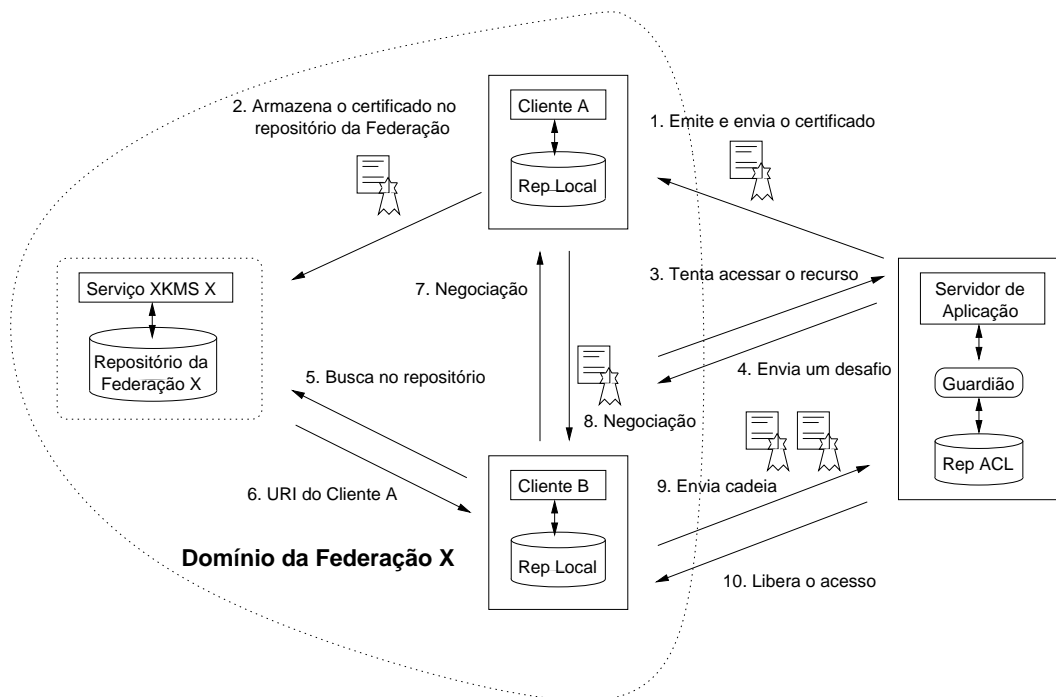 Cliente A
Rep Local
2. Armazena o certificado no
repositório da Federação
1. Emite e envia o certificado
Serviço XKMS X
Repositório da
Federação X
7. Negociação
3. Tenta acessar o recurso
Servidor de
Aplicação
Guardião
Rep ACL
5. Busca no repositório
4. Envia um desafio
8. Negociação
6. URI do Cliente A
Cliente B
Rep Local
9. Envia cadeia
Domínio da Federação X
10. Libera o acesso